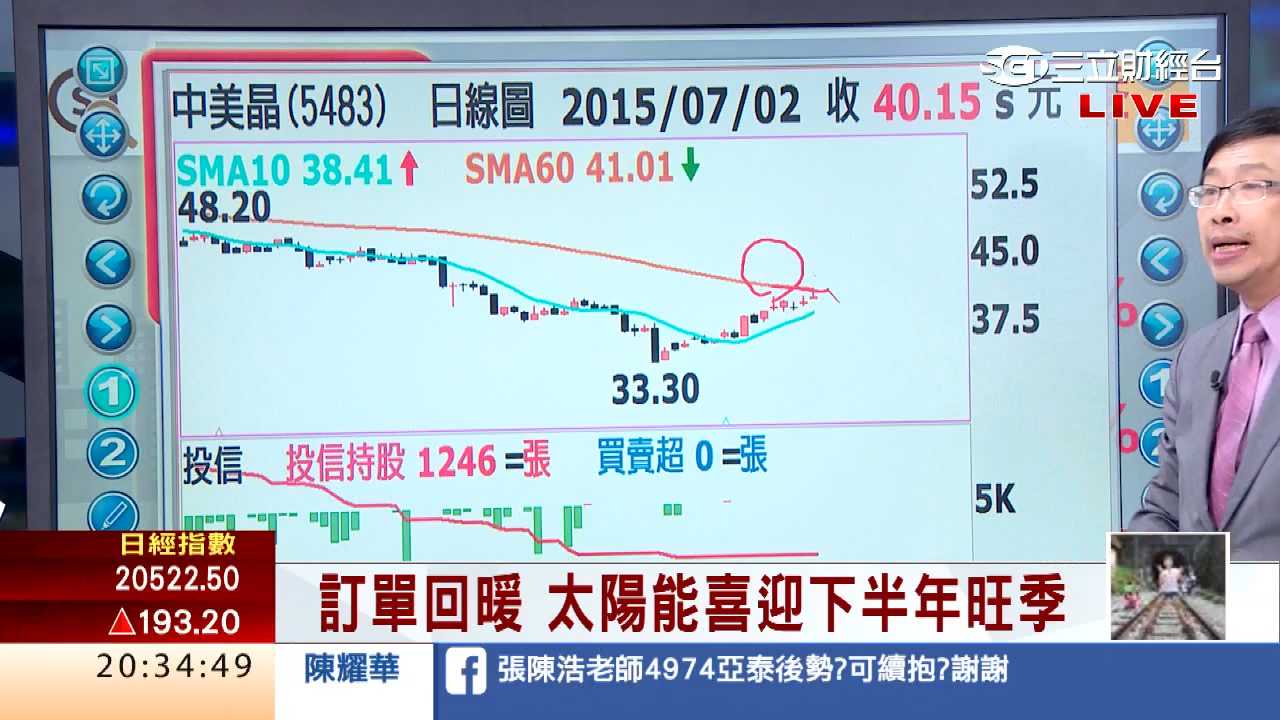 三立財經台
LIVE
中美晶(5483) 日線圖 2015/07/02 收 40.15 s 元
SMA10 38.41 SMA60 41.01
48.20
52.5
45.0
37.5
33.30
投信 投信持股 1246 =張 買賣超 0 =張
5K
1
2
日經指數
20522.50
▲193.20
訂單回暖 太陽能喜迎下半年旺季
20:34:49
陳耀華
張陳浩老師4974亞泰後勢?可續抱?謝謝